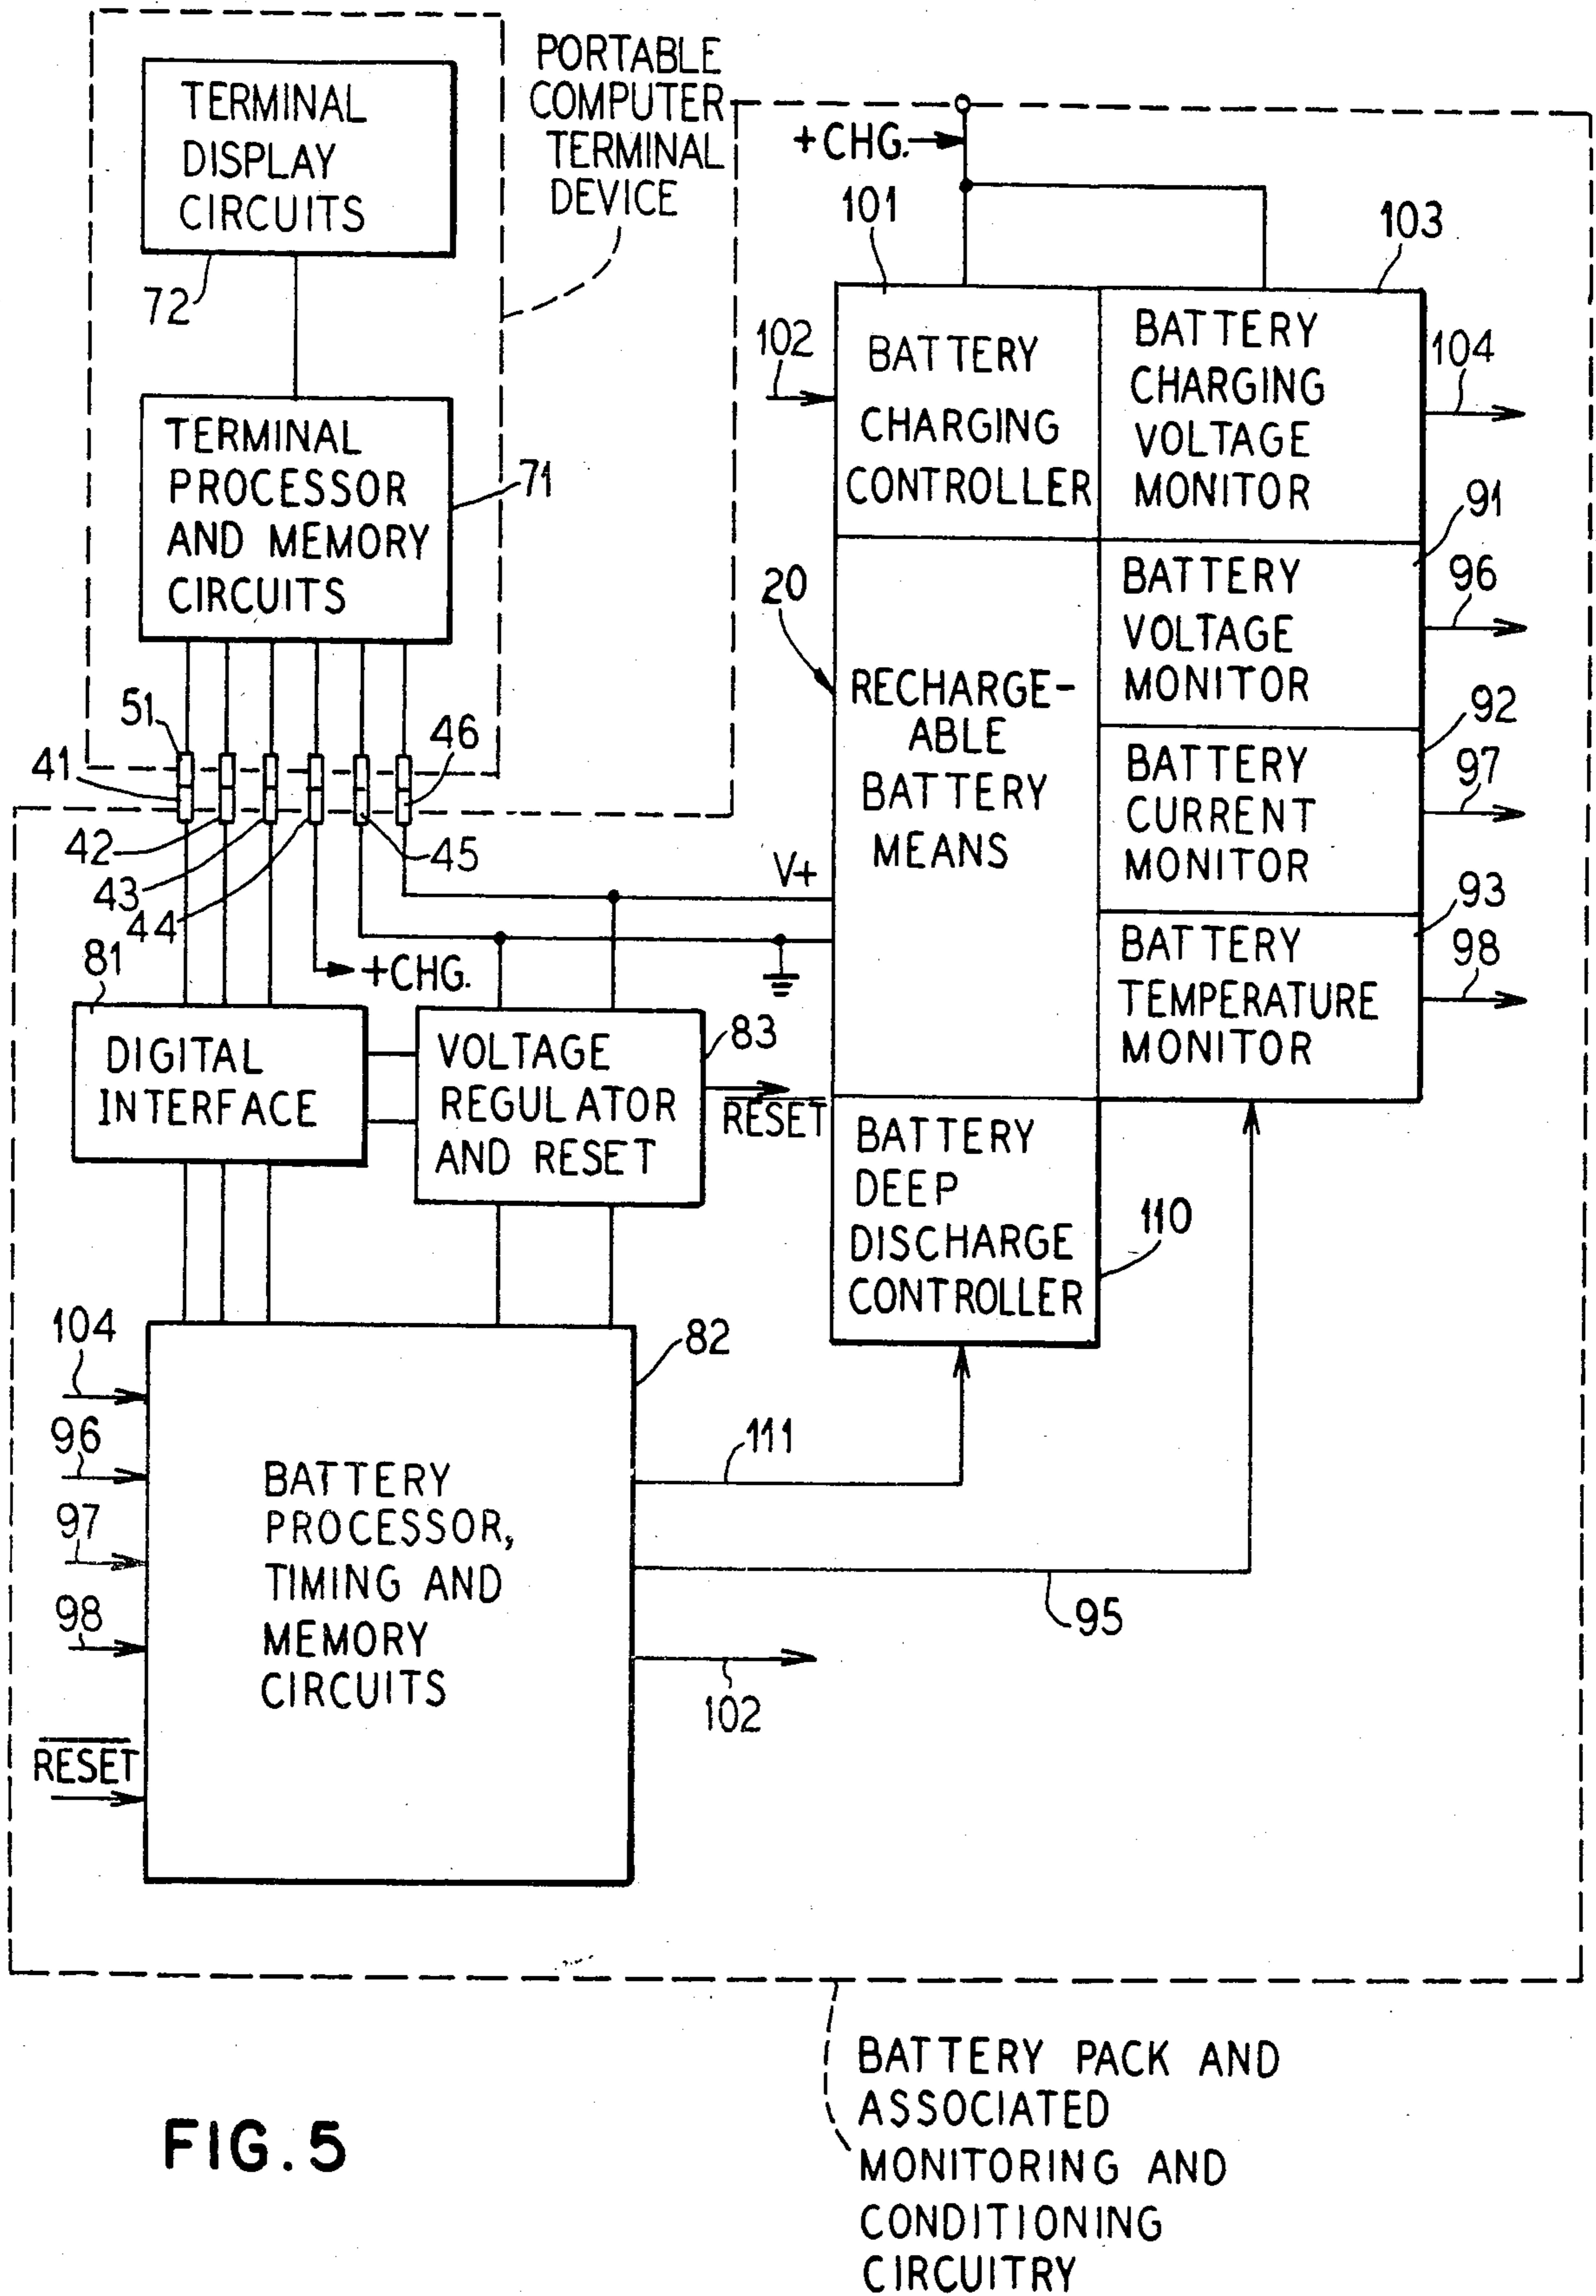 TERMINAL
DISPLAY
CIRCUITS
72
PORTABLE
COMPUTER
TERMINAL
DEVICE
TERMINAL
PROCESSOR
AND MEMORY
CIRCUITS
71
51
41
42
43
44
45
46
+CHG.
101
103
102
BATTERY
CHARGING
CONTROLLER
BATTERY
CHARGING
VOLTAGE
MONITOR
104
91
20
RECHARGE-
ABLE
BATTERY
MEANS
BATTERY
VOLTAGE
MONITOR
96
92
BATTERY
CURRENT
MONITOR
97
93
BATTERY
TEMPERATURE
MONITOR
98
V+
+CHG.
81
DIGITAL
INTERFACE
VOLTAGE
REGULATOR
AND RESET
83
RESET
BATTERY
DEEP
DISCHARGE
CONTROLLER
110
104
96
97
98
RESET
82
BATTERY
PROCESSOR,
TIMING AND
MEMORY
CIRCUITS
111
95
102
BATTERY PACK AND
ASSOCIATED
MONITORING AND
CONDITIONING
CIRCUITRY
FIG. 5